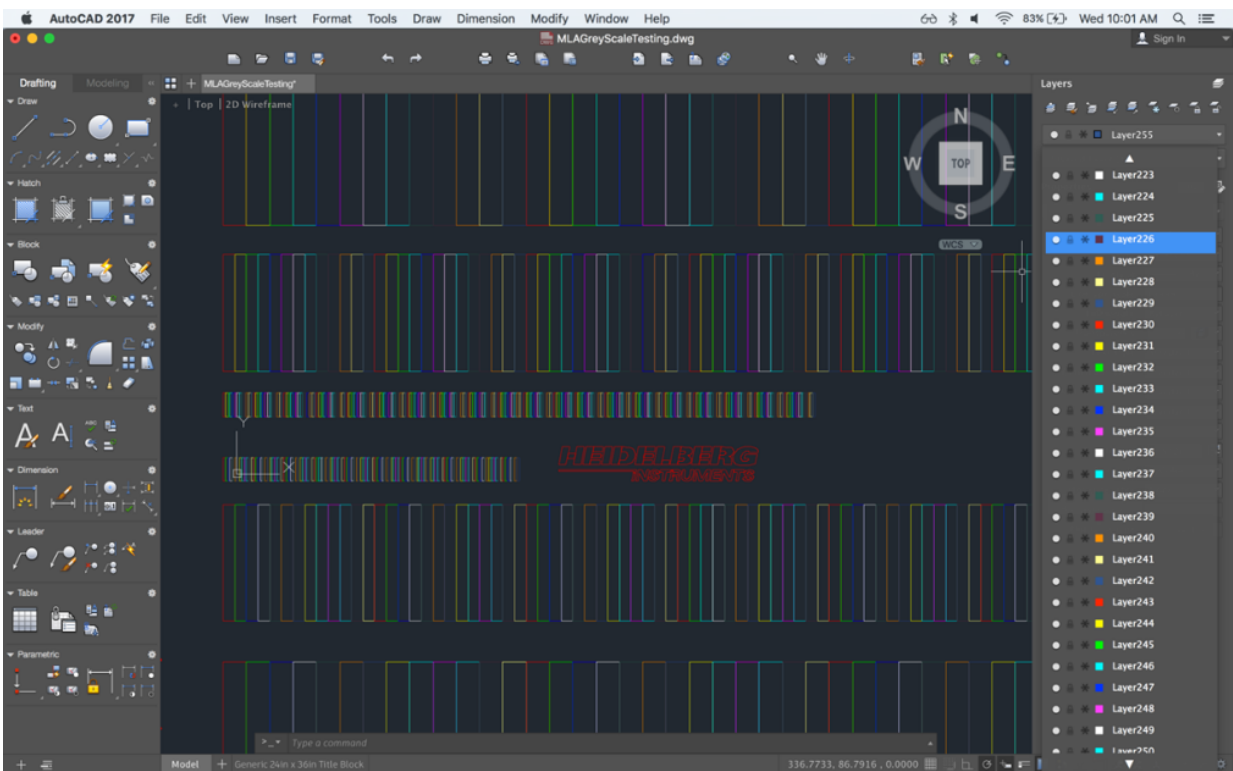 AutoCAD 2017 File Edit View Insert Format Tools Draw Dimension Modify Window Help 83% Wed 10:01 AM
MLAGreyScaleTesting.dwg
Sign In
Drafting Modeling MLAGreyScaleTesting*
Layers
Draw
+ | Top | 2D Wireframe
Layer255
N
W TOP E
S
WCS
Hatch
Block
Modify
Text
A A ABC
Dimension
Leader
Table
Parametric
Y
X
HEIDELBERG
INSTRUMENTS
Layer223
Layer224
Layer225
Layer226
Layer227
Layer228
Layer229
Layer230
Layer231
Layer232
Layer233
Layer234
Layer235
Layer236
Layer237
Layer238
Layer239
Layer240
Layer241
Layer242
Layer243
Layer244
Layer245
Layer246
Layer247
Layer248
Layer249
Layer250
>_ Type a command
Model + Generic 24in x 36in Title Block 336.7733, 86.7916 , 0.0000